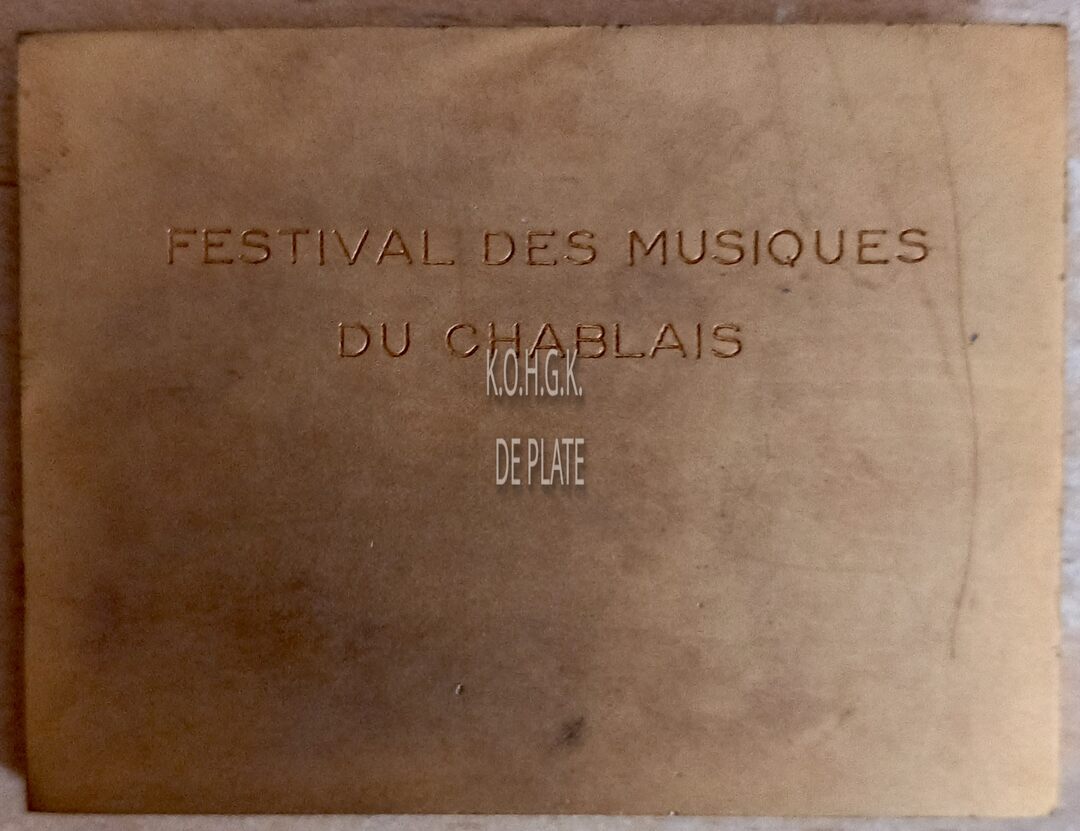 FESTIVAL DES MUSIQUES
DU CHABLAIS
K.O.H.G.K.
DE PLATE